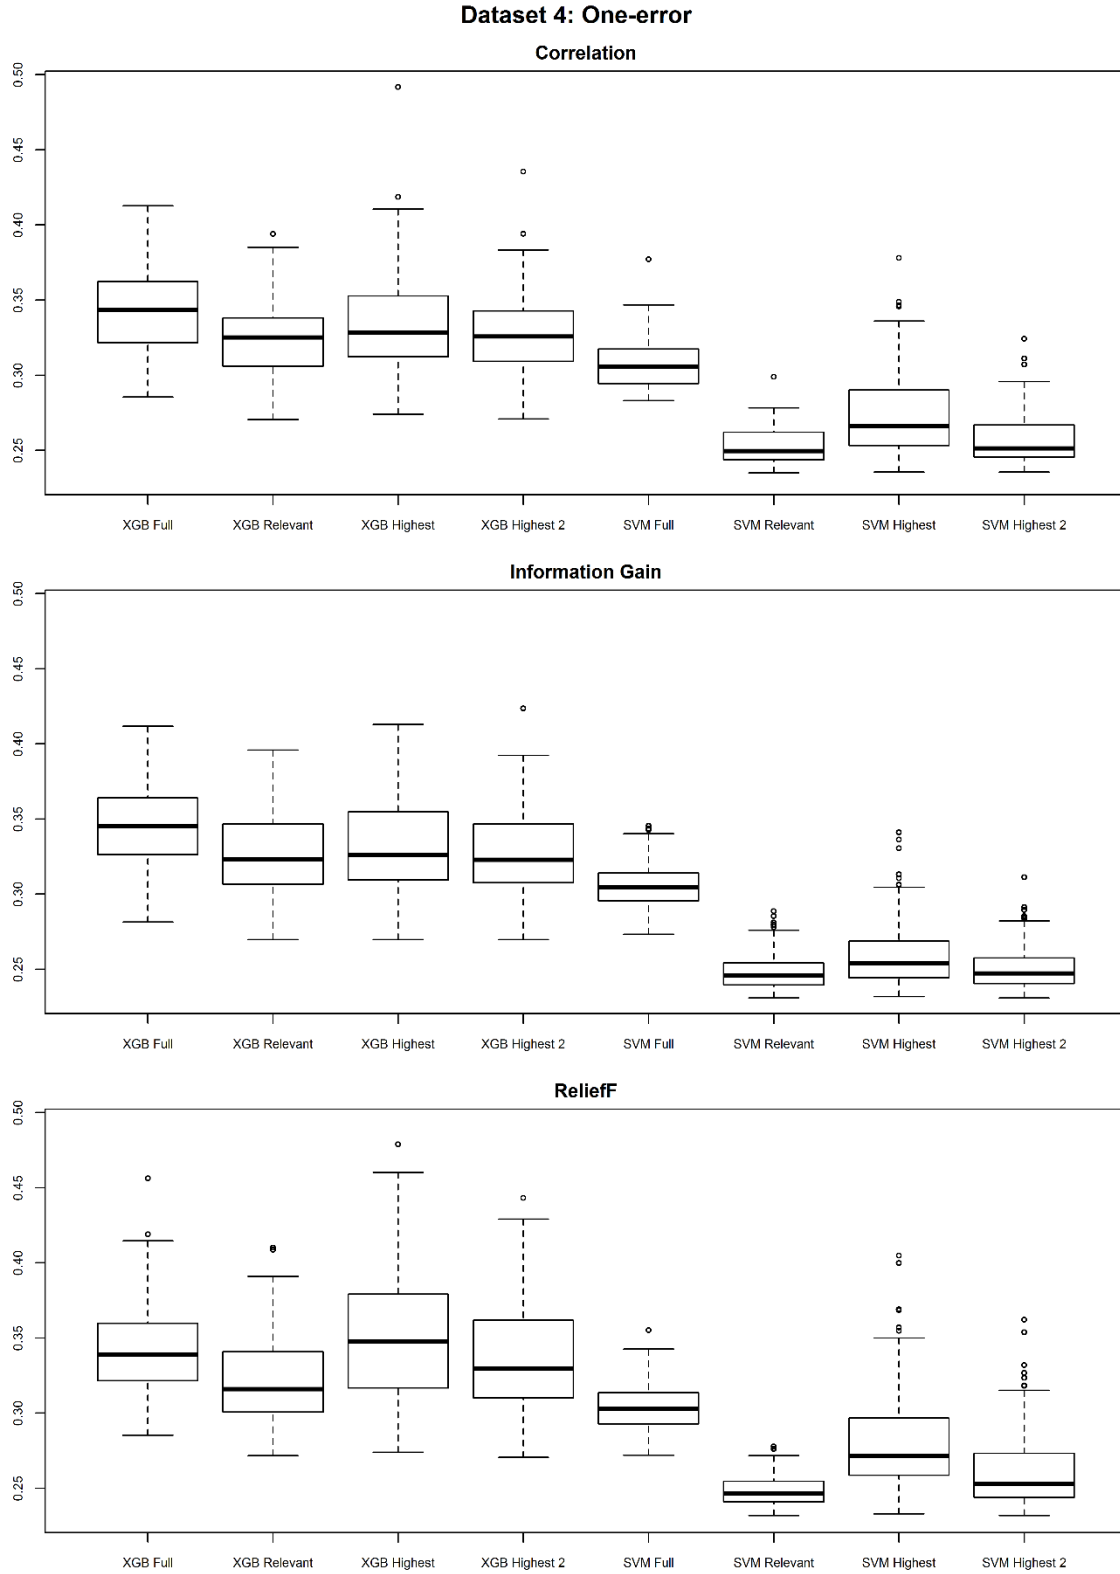 Dataset 4: One-error
Correlation
0.50
0.45
0.40
0.35
0.30
0.25
XGB Full XGB Relevant XGB Highest XGB Highest 2 SVM Full SVM Relevant SVM Highest SVM Highest 2
Information Gain
0.50
0.45
0.40
0.35
0.30
0.25
XGB Full XGB Relevant XGB Highest XGB Highest 2 SVM Full SVM Relevant SVM Highest SVM Highest 2
ReliefF
0.50
0.45
0.40
0.35
0.30
0.25
XGB Full XGB Relevant XGB Highest XGB Highest 2 SVM Full SVM Relevant SVM Highest SVM Highest 2